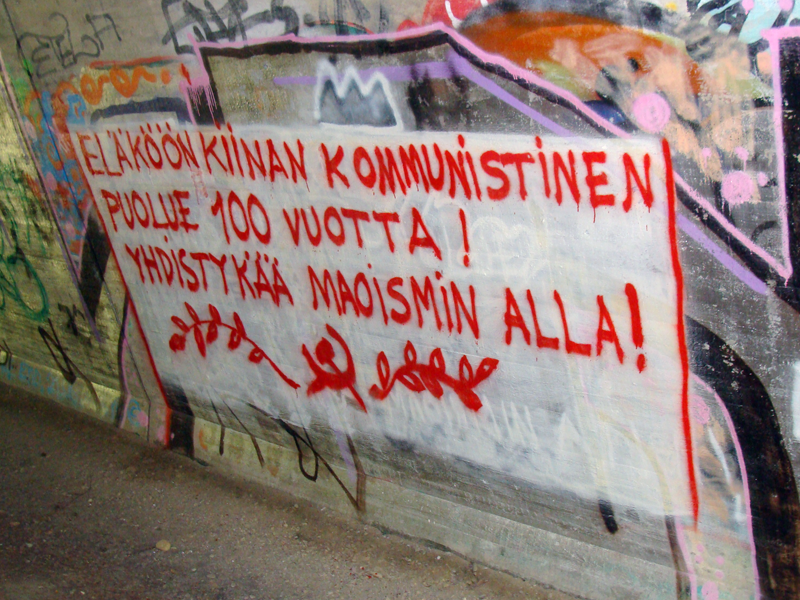 ELÄKÖÖN KIINAN KOMMUNISTINEN
PUOLUE 100 VUOTTA!
YHDISTYKÄÄ MAOISMIN ALLA!